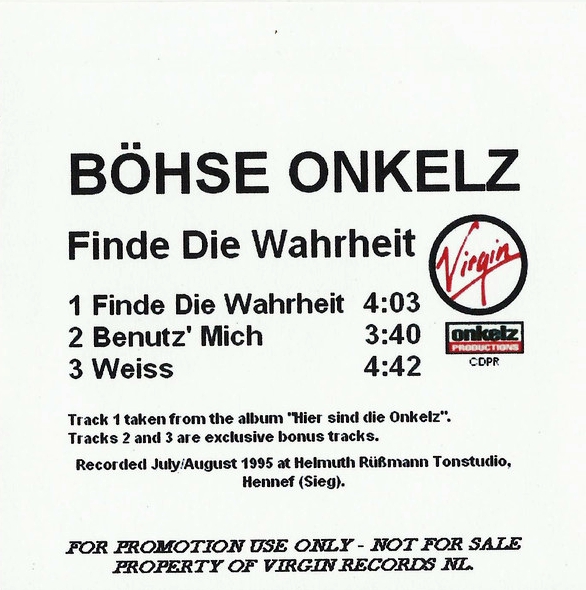 BÖHSE ONKELZ
Finde Die Wahrheit
Virgin
1 Finde Die Wahrheit 4:03
2 Benutz' Mich 3:40
3 Weiss 4:42
onkelz
PRODUCTIONS
CDPR
Track 1 taken from the album "Hier sind die Onkelz".
Tracks 2 and 3 are exclusive bonus tracks.
Recorded July/August 1995 at Helmuth Rüßmann Tonstudio,
Hennef (Sieg).
FOR PROMOTION USE ONLY - NOT FOR SALE
PROPERTY OF VIRGIN RECORDS NL.